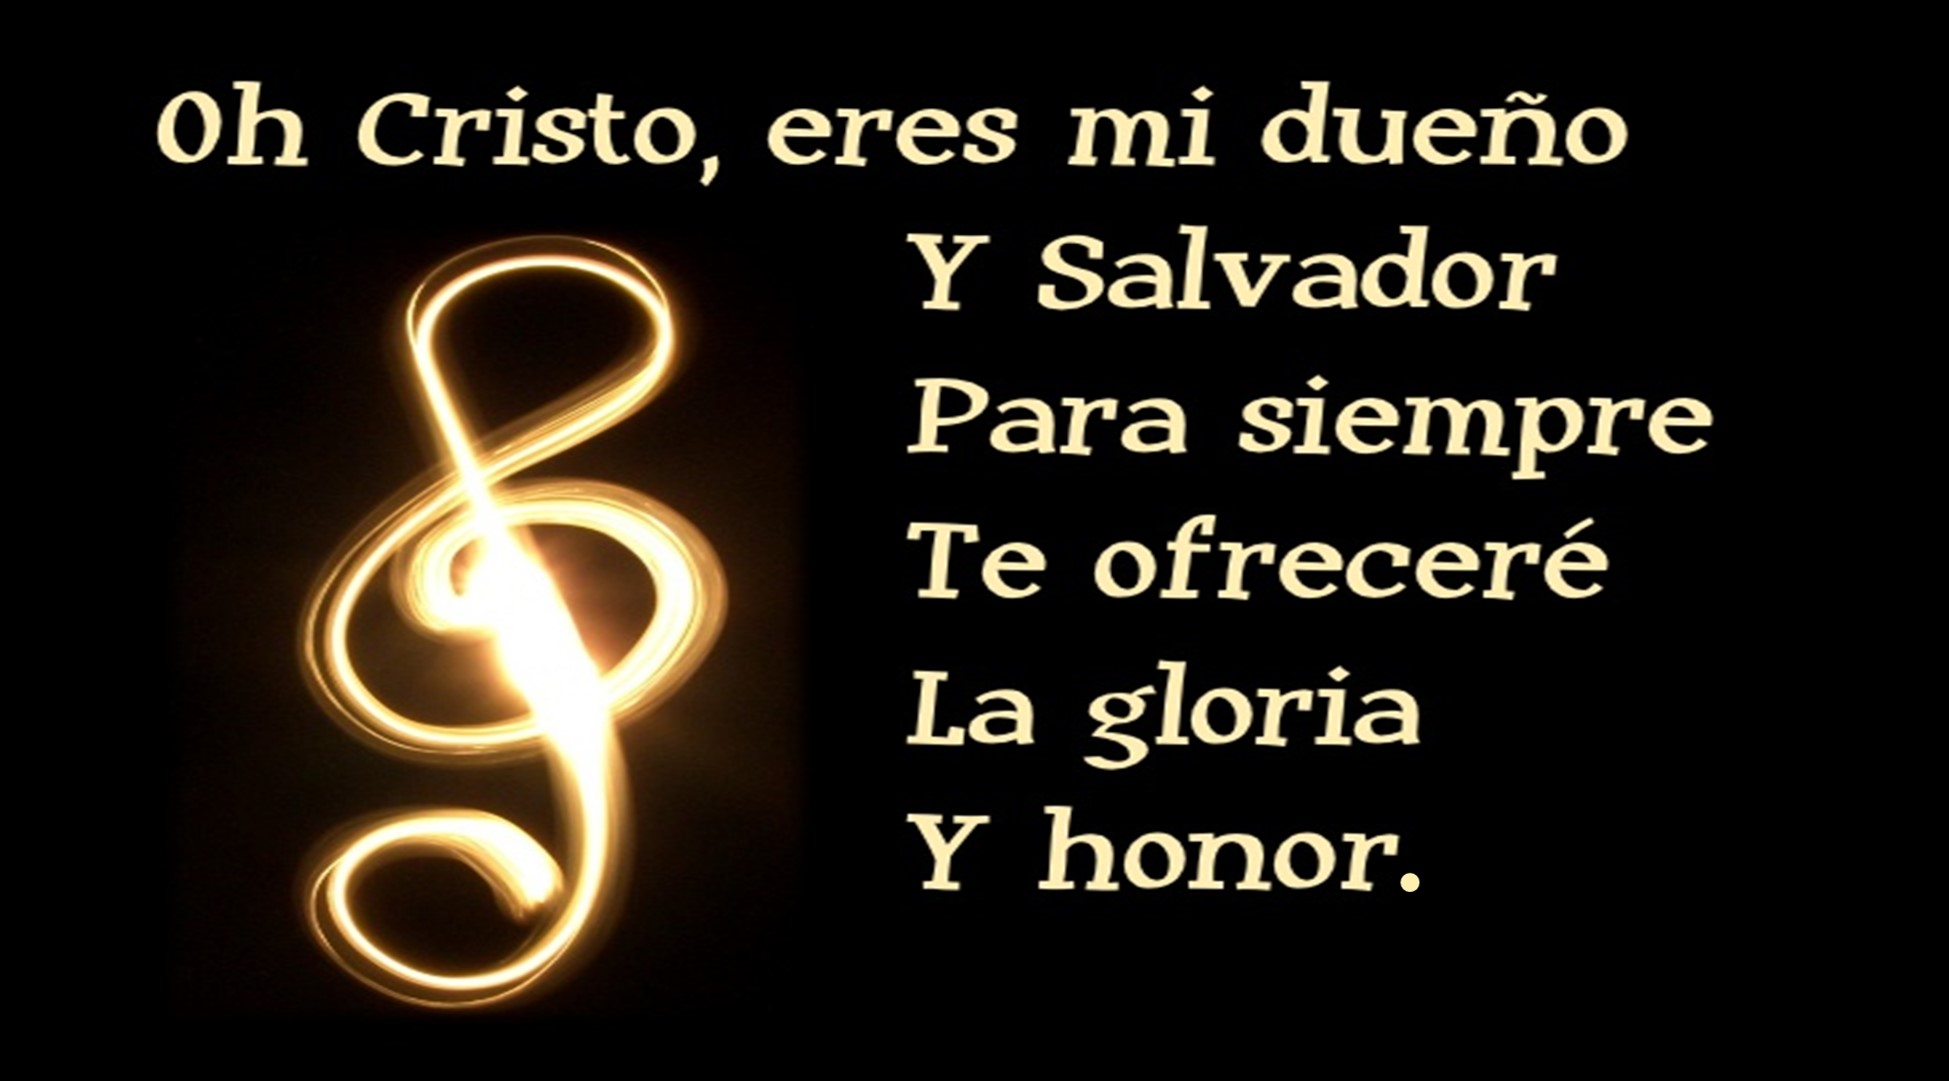 Oh Cristo, eres mi dueño
Y Salvador
Para siempre
Te ofreceré
La gloria
Y honor.